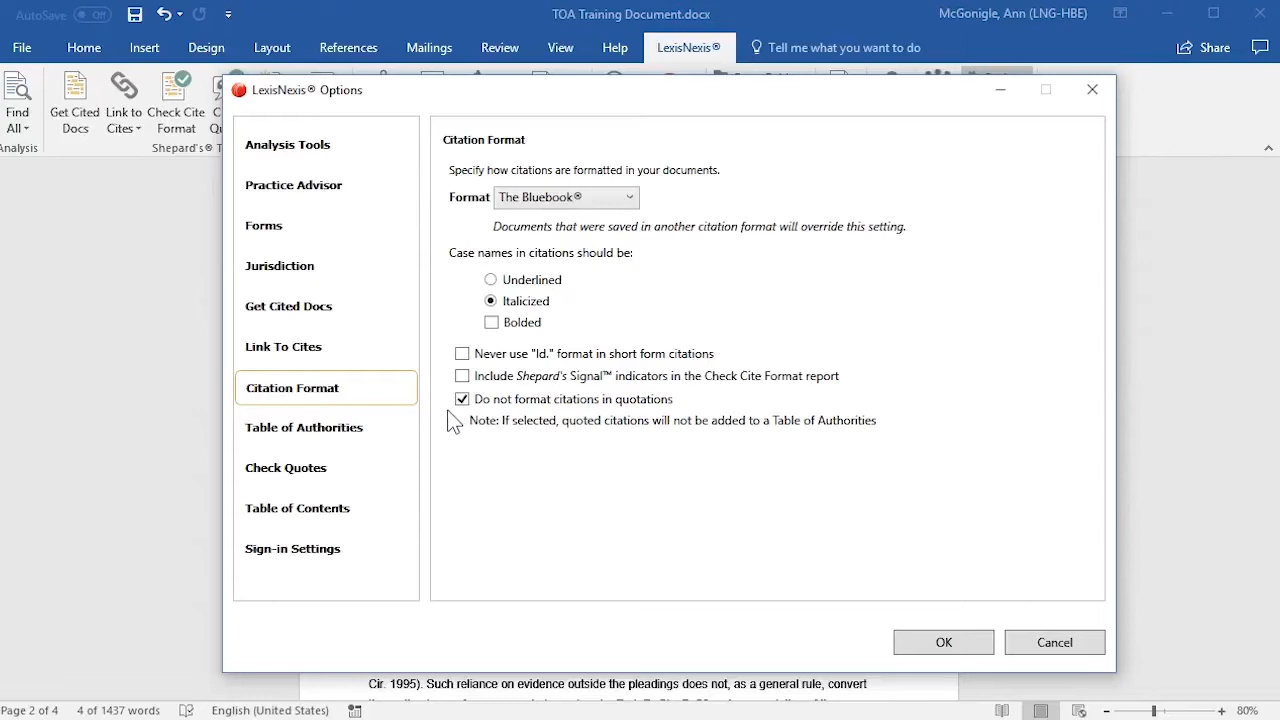 AutoSave Off TOA Training Document.docx McGonigle, Ann (LNG-HBE)
File Home Insert Design Layout References Mailings Review View Help LexisNexis® Tell me what you want to do Share
LexisNexis® Options
Find All Get Cited Docs Link to Cites Check Cite Format
Analysis Shepard's® T
Analysis Tools
Practice Advisor
Forms
Jurisdiction
Get Cited Docs
Link To Cites
Citation Format
Table of Authorities
Check Quotes
Table of Contents
Sign-in Settings
Citation Format
Specify how citations are formatted in your documents.
Format The Bluebook®
Documents that were saved in another citation format will override this setting.
Case names in citations should be:
Underlined
Italicized
Bolded
Never use "Id." format in short form citations
Include Shepard's Signal™ indicators in the Check Cite Format report
Do not format citations in quotations
Note: If selected, quoted citations will not be added to a Table of Authorities
OK Cancel
Cir. 1995). Such reliance on evidence outside the pleadings does not, as a general rule, convert
Page 2 of 4 4 of 1437 words English (United States) 80%